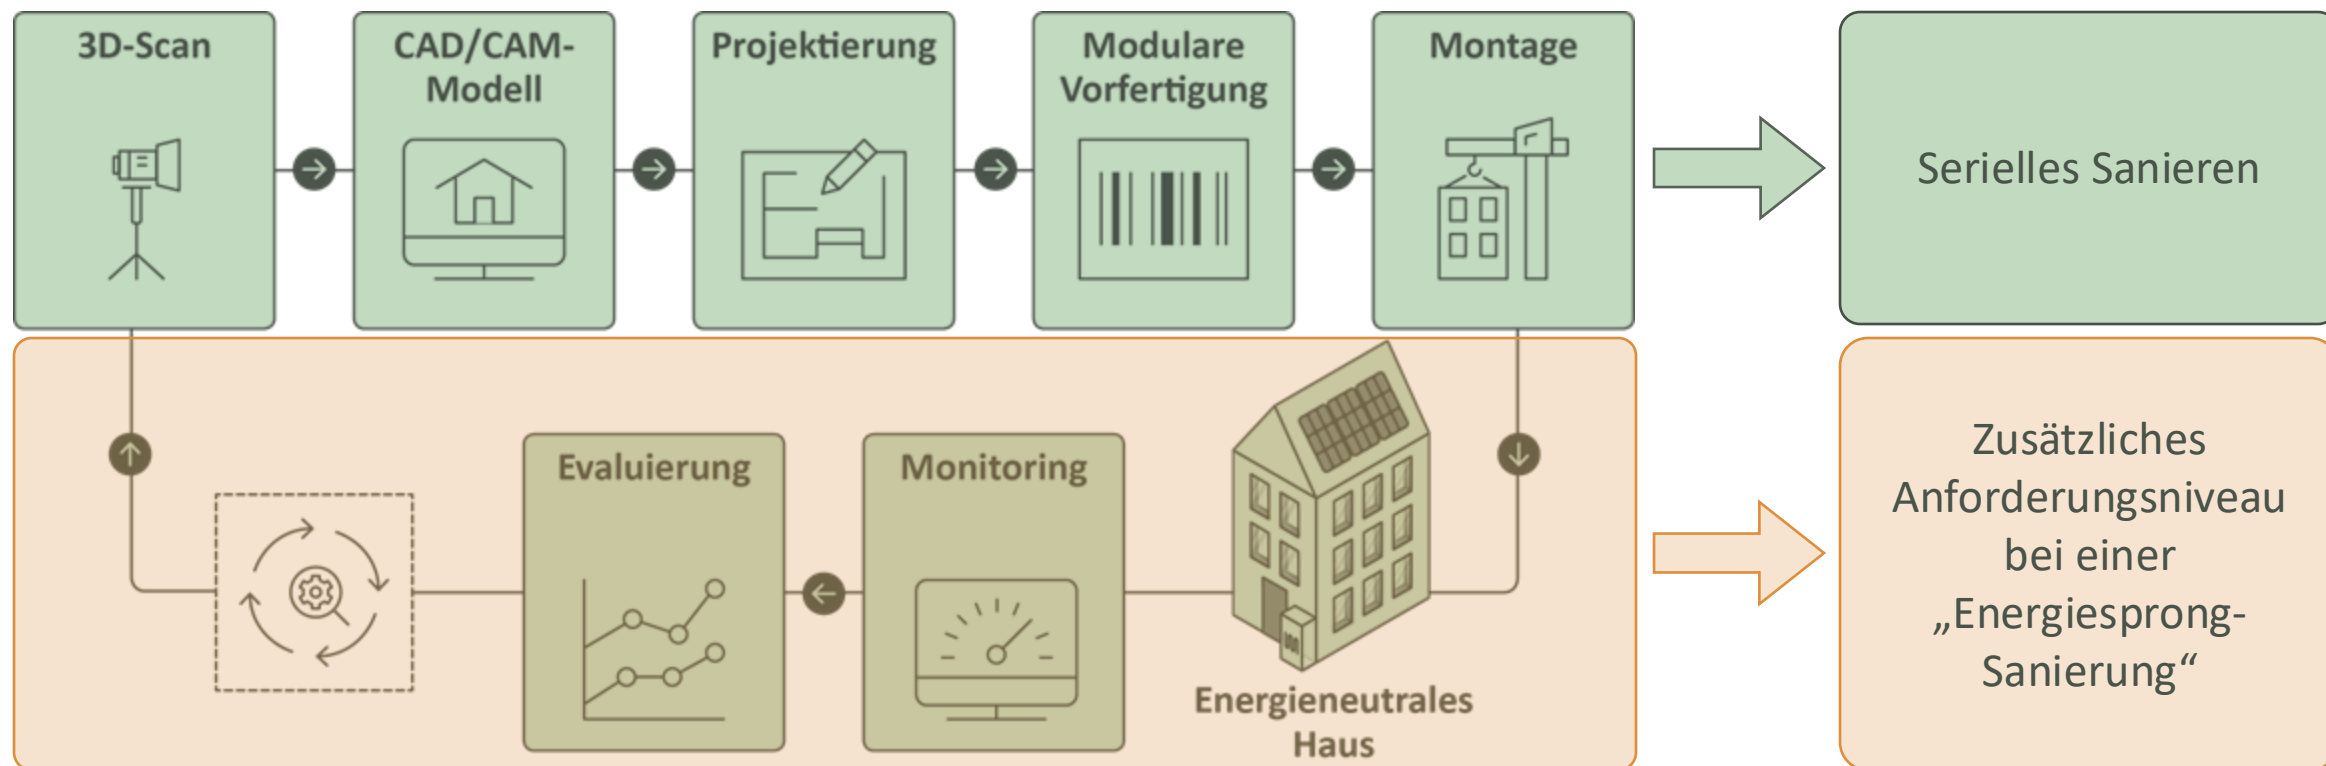 3D-Scan
CAD/CAM-
Modell
Projektierung
Modulare
Vorfertigung
Montage
Serielles Sanieren
Evaluierung
Monitoring
Energieneutrales
Haus
Zusätzliches
Anforderungsniveau
bei einer
„Energiesprong-
Sanierung“